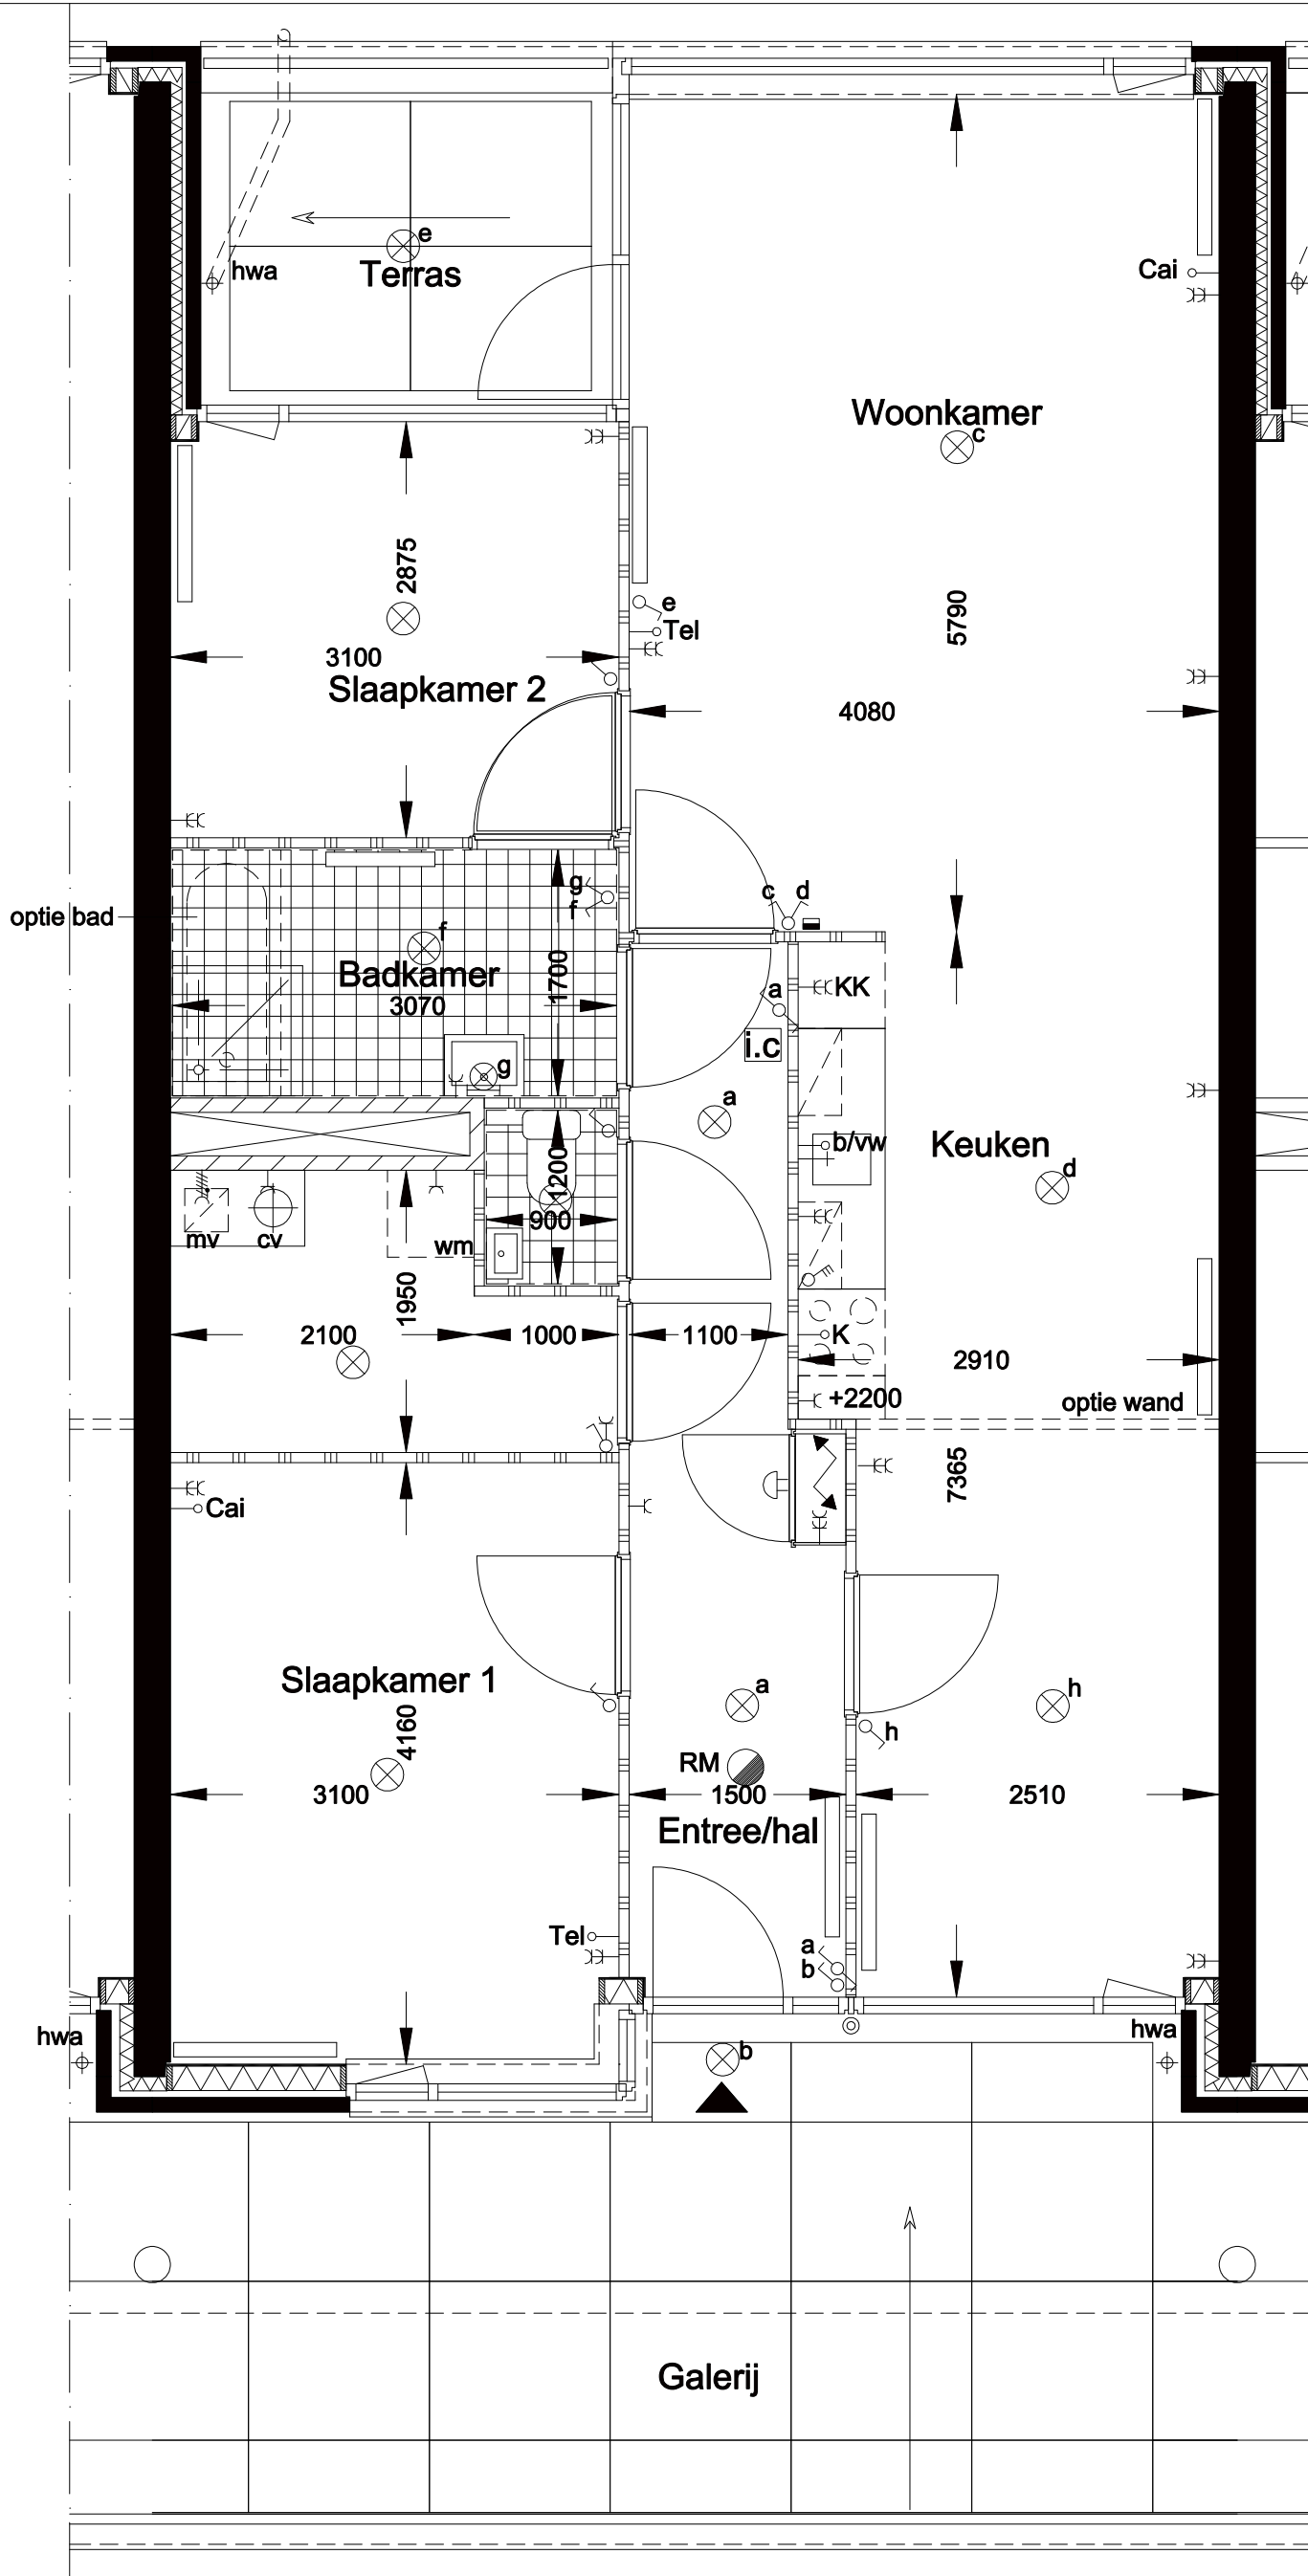 e
hwa
Terras
Cai
Woonkamer
c
2875
5790
e
Tel
3100
Slaapkamer 2
4080
optie bad
g
f
c d
f
Badkamer
1700
3070
KK
a
i.c
g
a
b/vw
Keuken
d
1200
900
mv
cv
wm
1950
2100
1000
1100
K
2910
+2200
optie wand
7365
Cai
Slaapkamer 1
4160
a
h
h
RM
3100
1500
2510
Entree/hal
Tel
a
b
hwa
hwa
b
Galerij